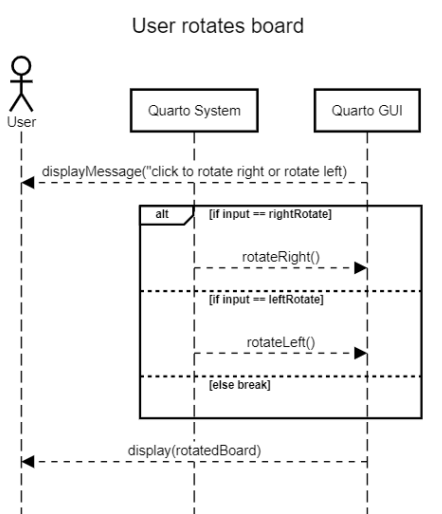 User rotates board
Quarto System
Quarto GUI
User
displayMessage("click to rotate right or rotate left)
alt
[if input == rightRotate]
rotateRight()
[if input == leftRotate]
rotateLeft()
[else break]
display(rotatedBoard)